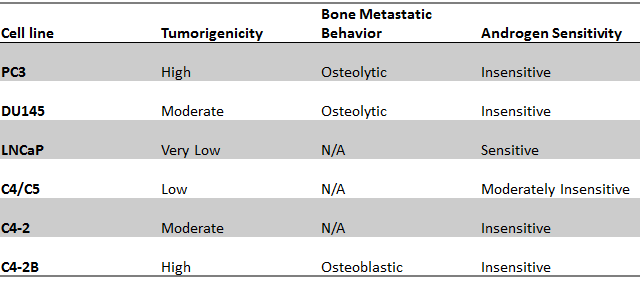 Cell line Tumorigenicity Bone Metastatic Behavior Androgen Sensitivity
PC3 High Osteolytic Insensitive
DU145 Moderate Osteolytic Insensitive
LNCaP Very Low N/A Sensitive
C4/C5 Low N/A Moderately Insensitive
C4-2 Moderate N/A Insensitive
C4-2B High Osteoblastic Insensitive